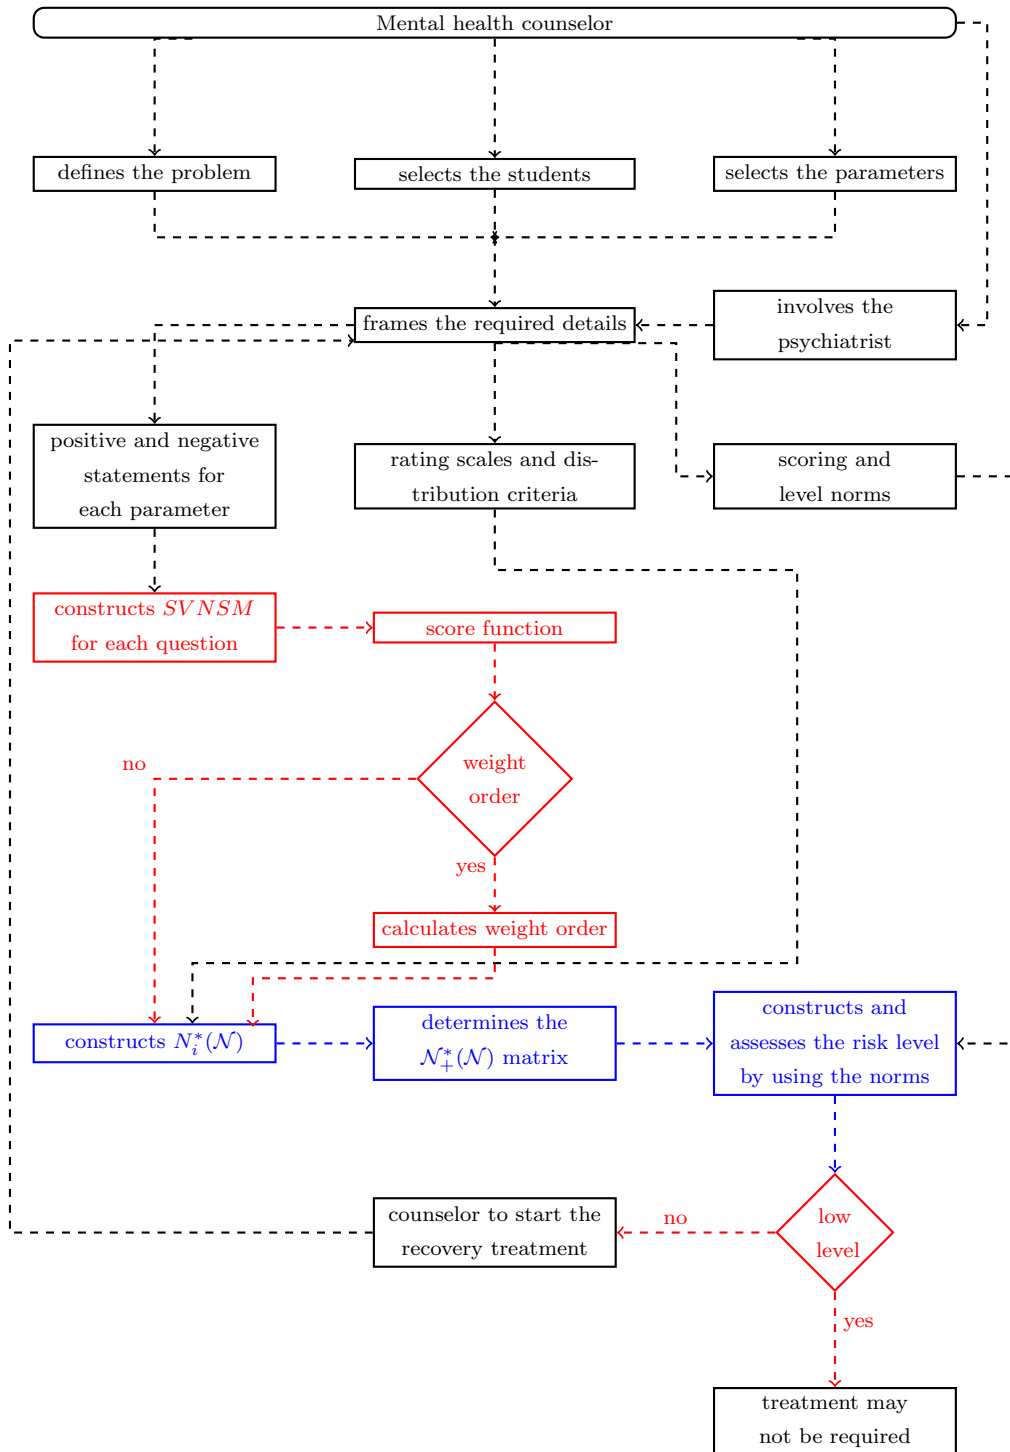 Mental health counselor
defines the problem
selects the students
selects the parameters
frames the required details
involves the
psychiatrist
positive and negative
statements for
each parameter
rating scales and dis-
tribution criteria
scoring and
level norms
constructs SVNSM
for each question
score function
no
weight
order
yes
calculates weight order
constructs N_i^*(𝒩)
determines the
𝒩_+^*(𝒩) matrix
constructs and
assesses the risk level
by using the norms
counselor to start the
recovery treatment
no
low
level
yes
treatment may
not be required